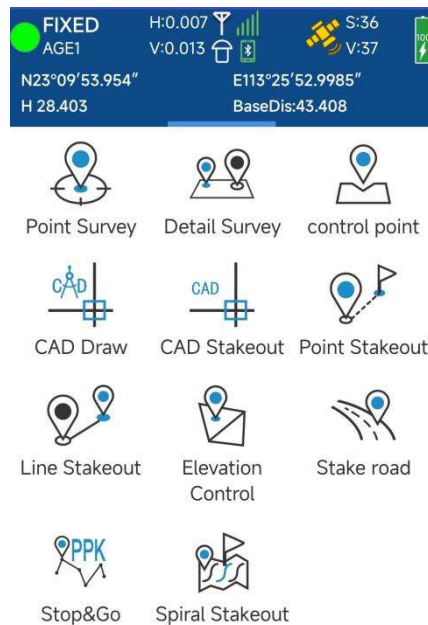 FIXED
H:0.007
S:36
AGE1
V:0.013
V:37
100
N23°09′53.954″
E113°25′52.9985″
H 28.403
BaseDis:43.408
Point Survey
Detail Survey
control point
CAD
CAD
CAD Draw
CAD Stakeout
Point Stakeout
Line Stakeout
Elevation
Control
Stake road
PPK
Stop&Go
Spiral Stakeout